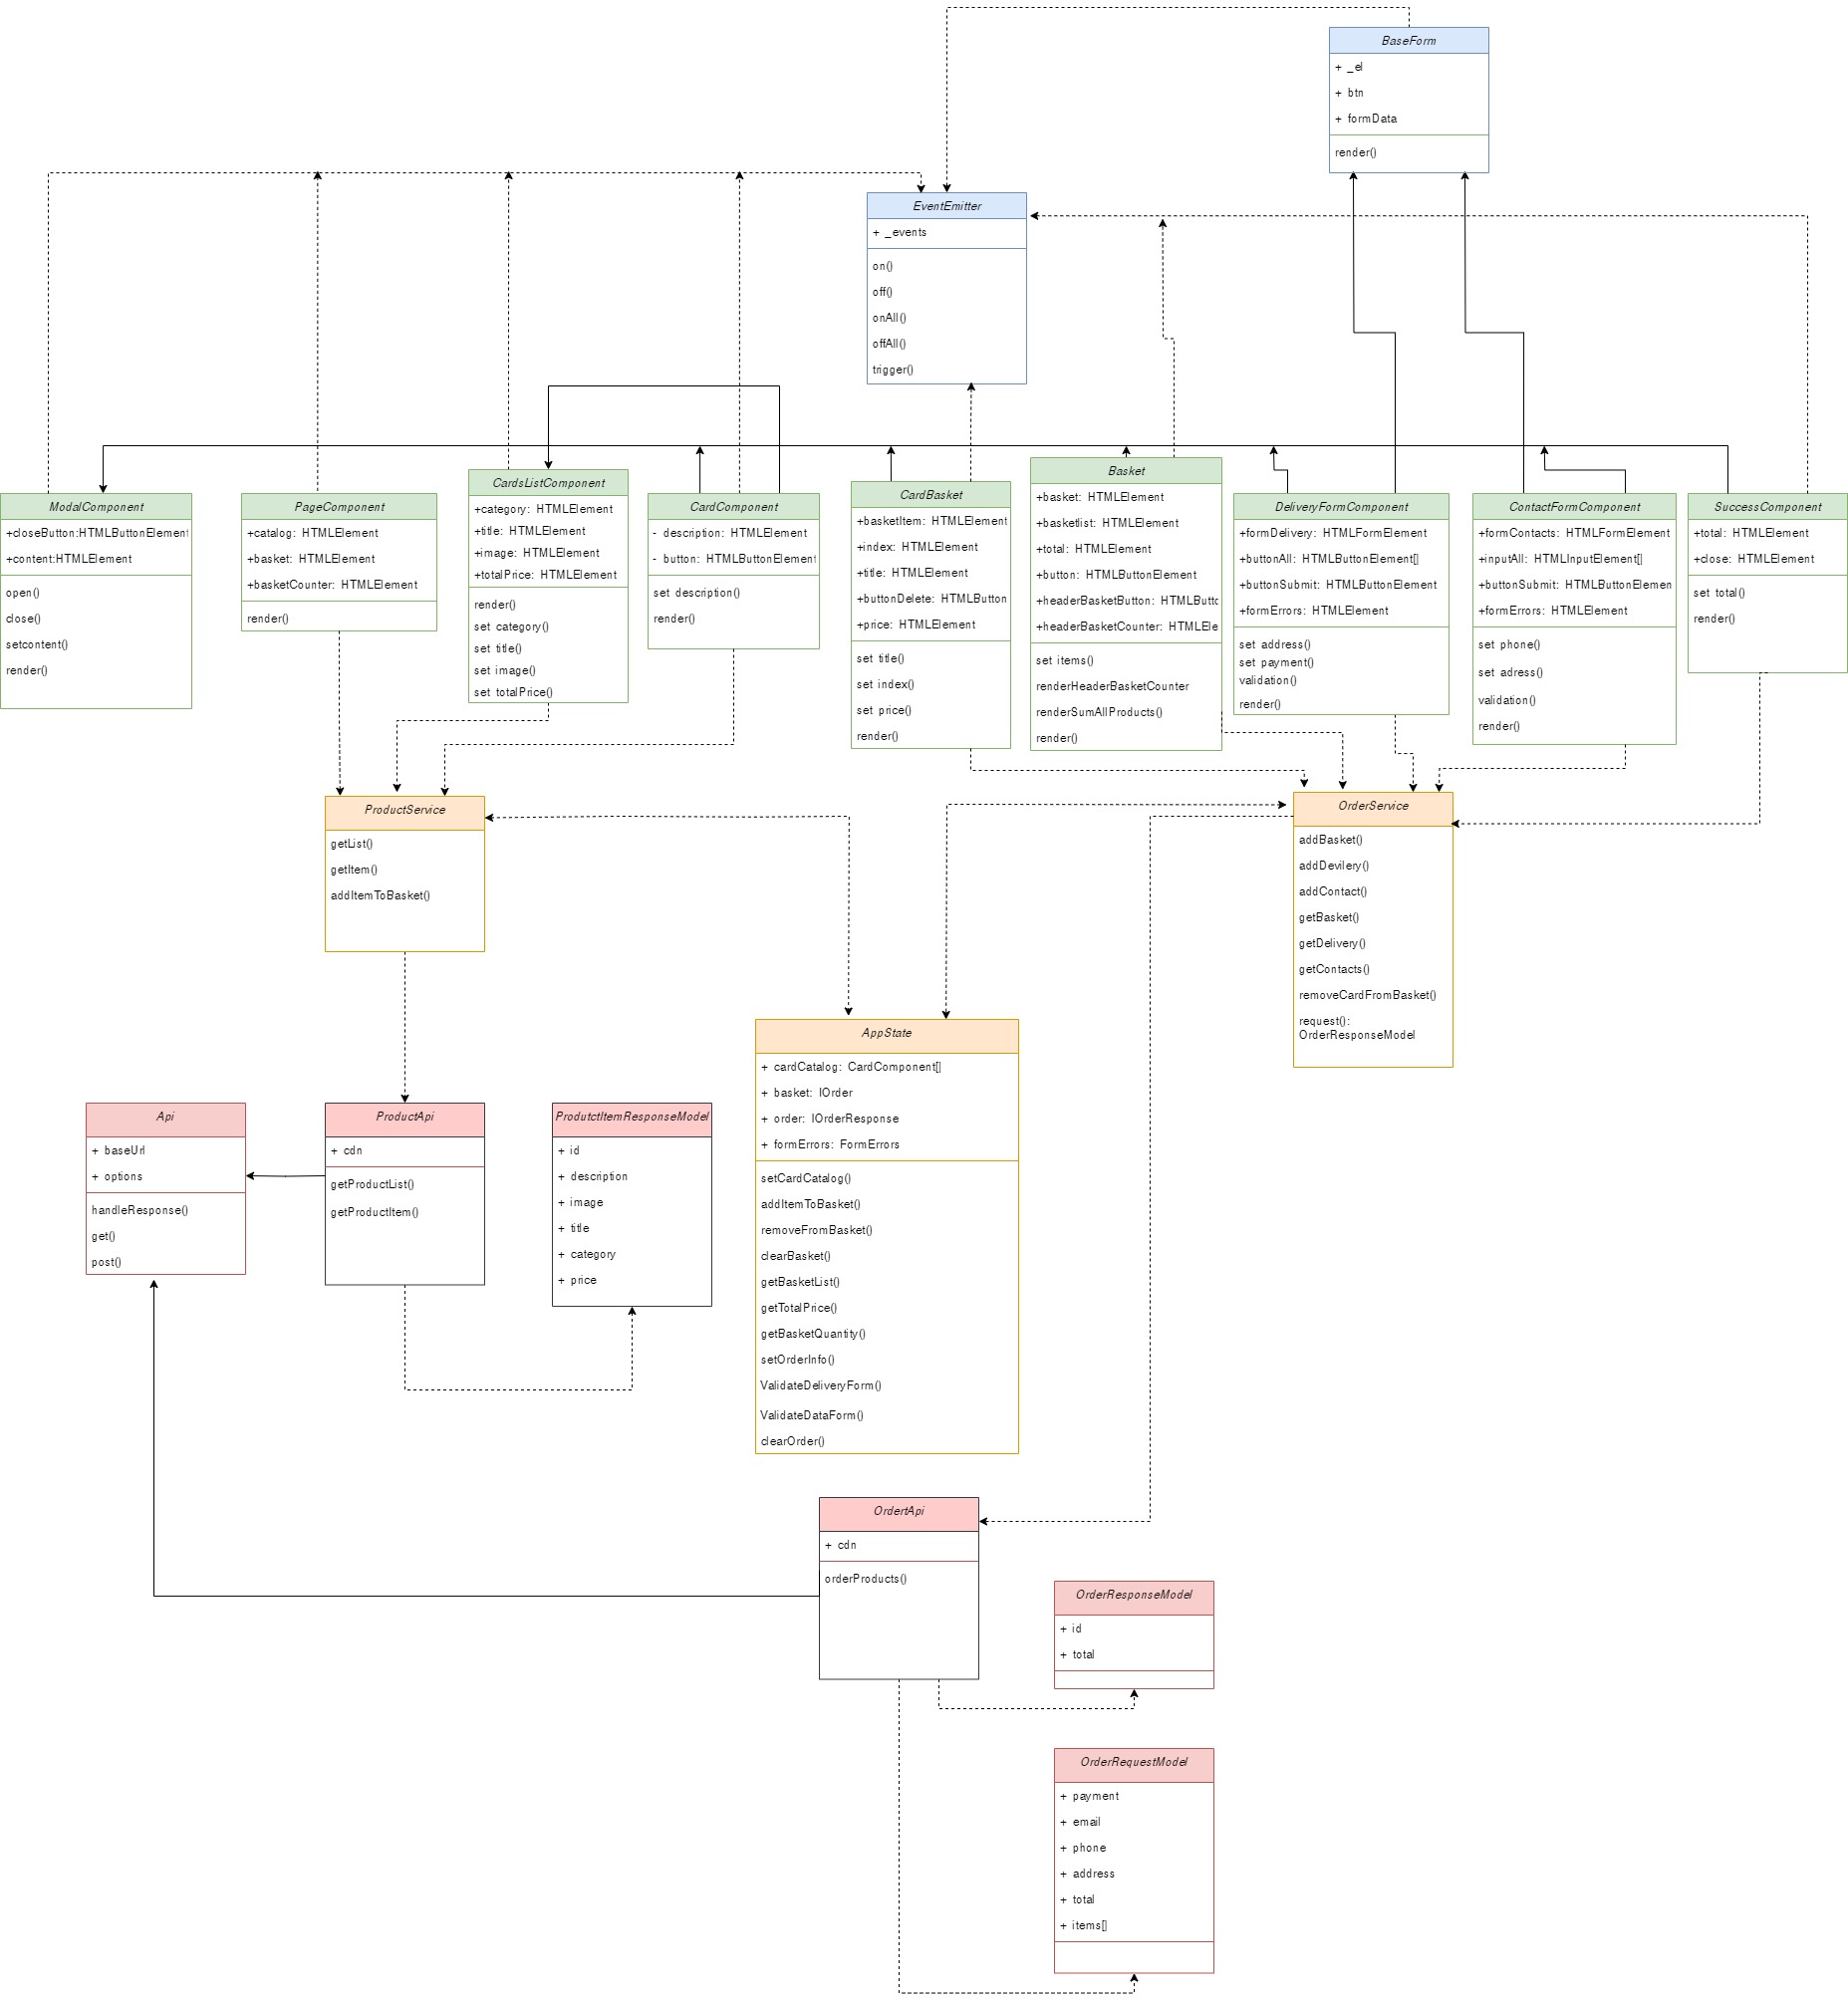 BaseForm
+ _el
+ btn
+ formData
render()
EventEmitter
+ _events
on()
off()
onAll()
offAll()
trigger()
ModalComponent
+closeButton:HTMLButtonElement
+content:HTMLElement
open()
close()
setcontent()
render()
PageComponent
+catalog: HTMLElement
+basket: HTMLElement
+basketCounter: HTMLElement
render()
CardsListComponent
+category: HTMLElement
+title: HTMLElement
+image: HTMLElement
+totalPrice: HTMLElement
render()
set category()
set title()
set image()
set totalPrice()
CardComponent
- description: HTMLElement
- button: HTMLButtonElement
set description()
render()
CardBasket
+basketItem: HTMLElement
+index: HTMLElement
+title: HTMLElement
+buttonDelete: HTMLButton
+price: HTMLElement
set title()
set index()
set price()
render()
Basket
+basket: HTMLElement
+basketlist: HTMLElement
+total: HTMLElement
+button: HTMLButtonElement
+headerBasketButton: HTMLButtc
+headerBasketCounter: HTMLEle
set items()
renderHeaderBasketCounter
renderSumAllProducts()
render()
DeliveryFormComponent
+formDelivery: HTMLFormElement
+buttonAll: HTMLButtonElement[]
+buttonSubmit: HTMLButtonElement
+formErrors: HTMLElement
set address()
set payment()
validation()
render()
ContactFormComponent
+formContacts: HTMLFormElement
+inputAll: HTMLInputElement[]
+buttonSubmit: HTMLButtonElemen
+formErrors: HTMLElement
set phone()
set adress()
validation()
render()
SuccessComponent
+total: HTMLElement
+close: HTMLElement
set total()
render()
ProductService
getList()
getItem()
addItemToBasket()
OrderService
addBasket()
addDevilery()
addContact()
getBasket()
getDelivery()
getContacts()
removeCardFromBasket()
request():
OrderResponseModel
AppState
+ cardCatalog: CardComponent[]
+ basket: IOrder
+ order: IOrderResponse
+ formErrors: FormErrors
setCardCatalog()
addItemToBasket()
removeFromBasket()
clearBasket()
getBasketList()
getTotalPrice()
getBasketQuantity()
setOrderInfo()
ValidateDeliveryForm()
ValidateDataForm()
clearOrder()
Api
+ baseUrl
+ options
handleResponse()
get()
post()
ProductApi
+ cdn
getProductList()
getProductItem()
ProdutctItemResponseModel
+ id
+ description
+ image
+ title
+ category
+ price
OrdertApi
+ cdn
orderProducts()
OrderResponseModel
+ id
+ total
OrderRequestModel
+ payment
+ email
+ phone
+ address
+ total
+ items[]